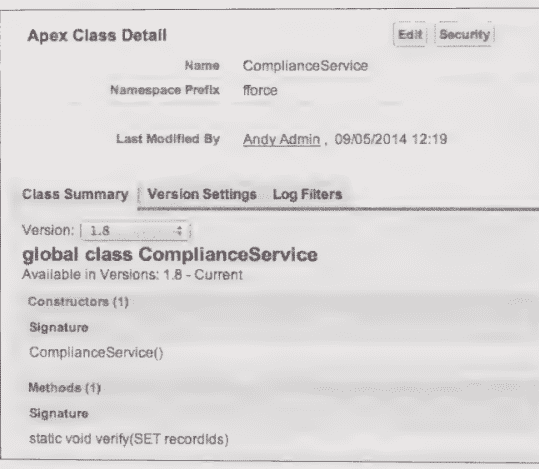 Apex Class Detail
Edit Security
Name ComplianceService
Namespace Prefix fforce
Last Modified By Andy Admin , 09/05/2014 12:19
Class Summary Version Settings Log Filters
Version: 1.8
global class ComplianceService
Available in Versions: 1.8 - Current
Constructors (1)
Signature
ComplianceService()
Methods (1)
Signature
static void verify(SET recordIds)